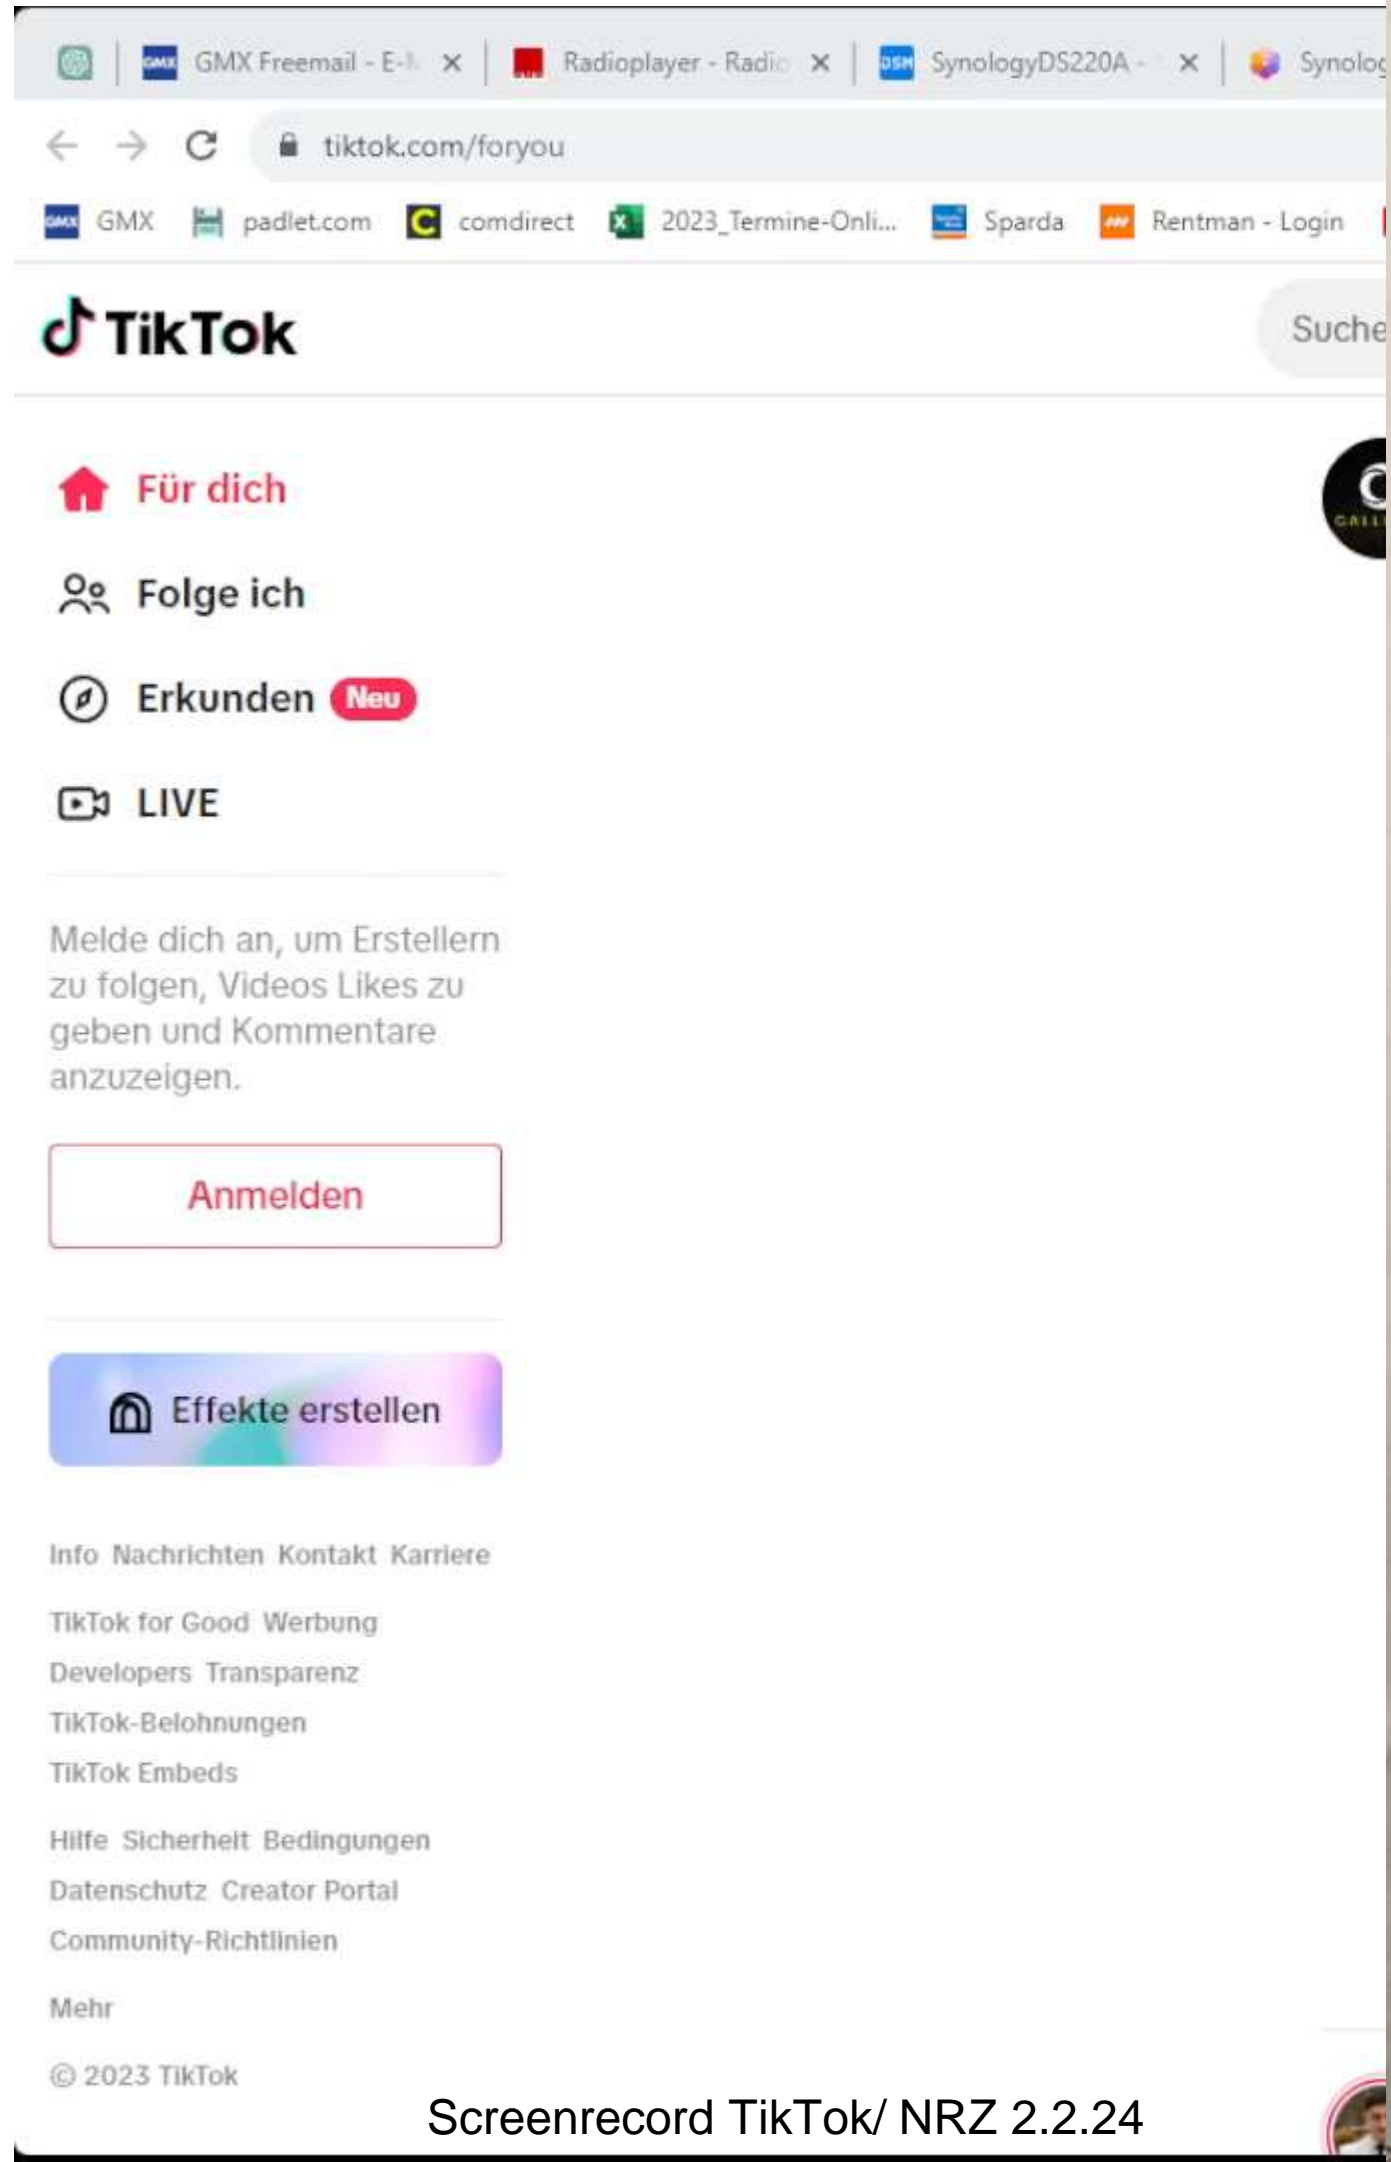 GMX Freemail - E-
Radioplayer - Radio
SynologyDS220A -
tiktok.com/foryou
GMX padlet.com comdirect 2023_Termine-Onli... Sparda Rentman - Login
TikTok
Suche
Für dich
Folge ich
Erkunden Neu
LIVE
Melde dich an, um Erstellern
zu folgen, Videos Likes zu
geben und Kommentare
anzuzeigen.
Anmelden
Effekte erstellen
Info Nachrichten Kontakt Karriere
TikTok for Good Werbung
Developers Transparenz
TikTok-Belohnungen
TikTok Embeds
Hilfe Sicherheit Bedingungen
Datenschutz Creator Portal
Community-Richtlinien
Mehr
© 2023 TikTok
Screenrecord TikTok/ NRZ 2.2.24